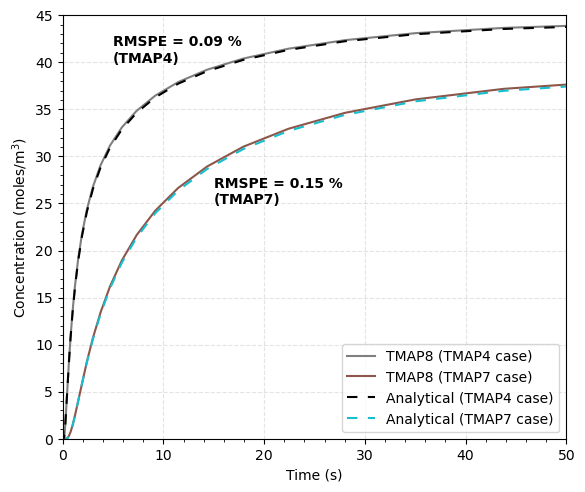 45
40
35
30
25
20
15
10
5
0
Concentration (moles/m³)
RMSPE = 0.09 %
(TMAP4)
RMSPE = 0.15 %
(TMAP7)
TMAP8 (TMAP4 case)
TMAP8 (TMAP7 case)
Analytical (TMAP4 case)
Analytical (TMAP7 case)
0 10 20 30 40 50
Time (s)